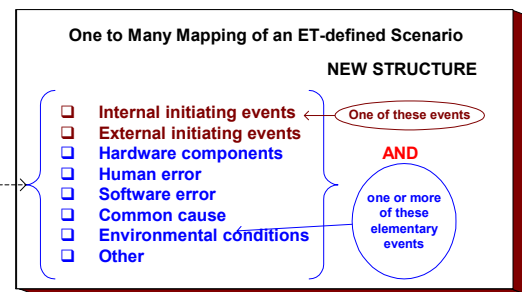 One to Many Mapping of an ET-defined Scenario
NEW STRUCTURE
Internal initiating events
External initiating events
Hardware components
Human error
Software error
Common cause
Environmental conditions
Other
One of these events
AND
one or more
of these
elementary
events